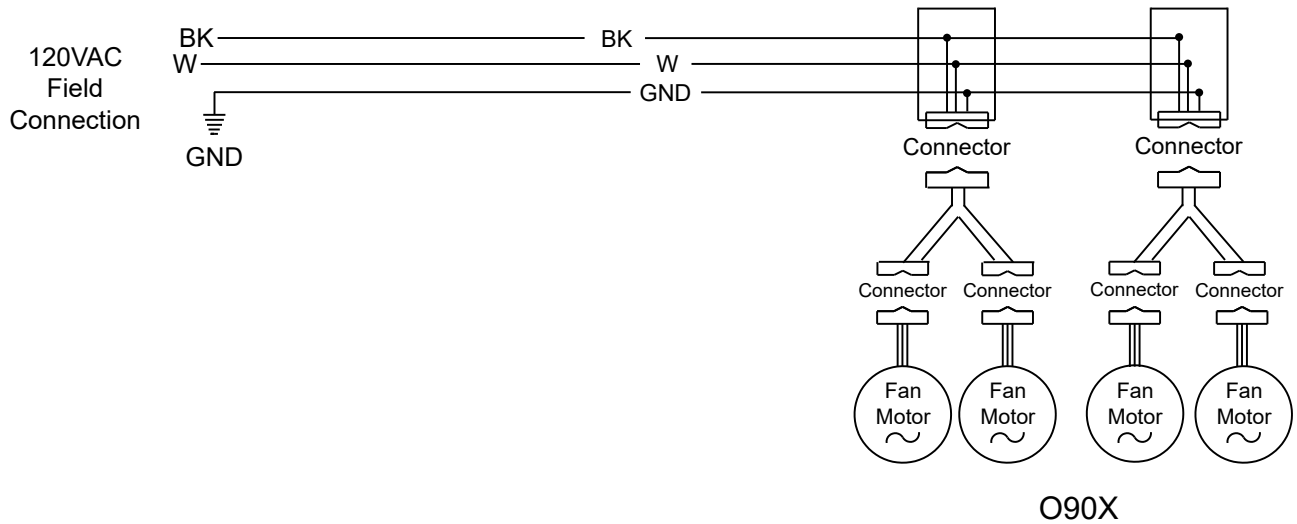 120VAC
Field
Connection
BK
BK
W
W
GND
GND
Connector
Connector
Connector
Connector
Connector
Connector
Fan
Motor
Fan
Motor
Fan
Motor
Fan
Motor
O90X